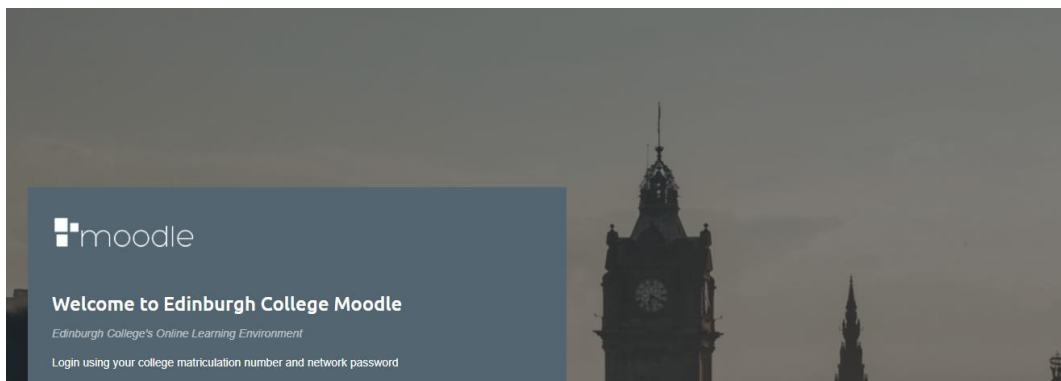 moodle
Welcome to Edinburgh College Moodle
Edinburgh College's Online Learning Environment
Login using your college matriculation number and network password